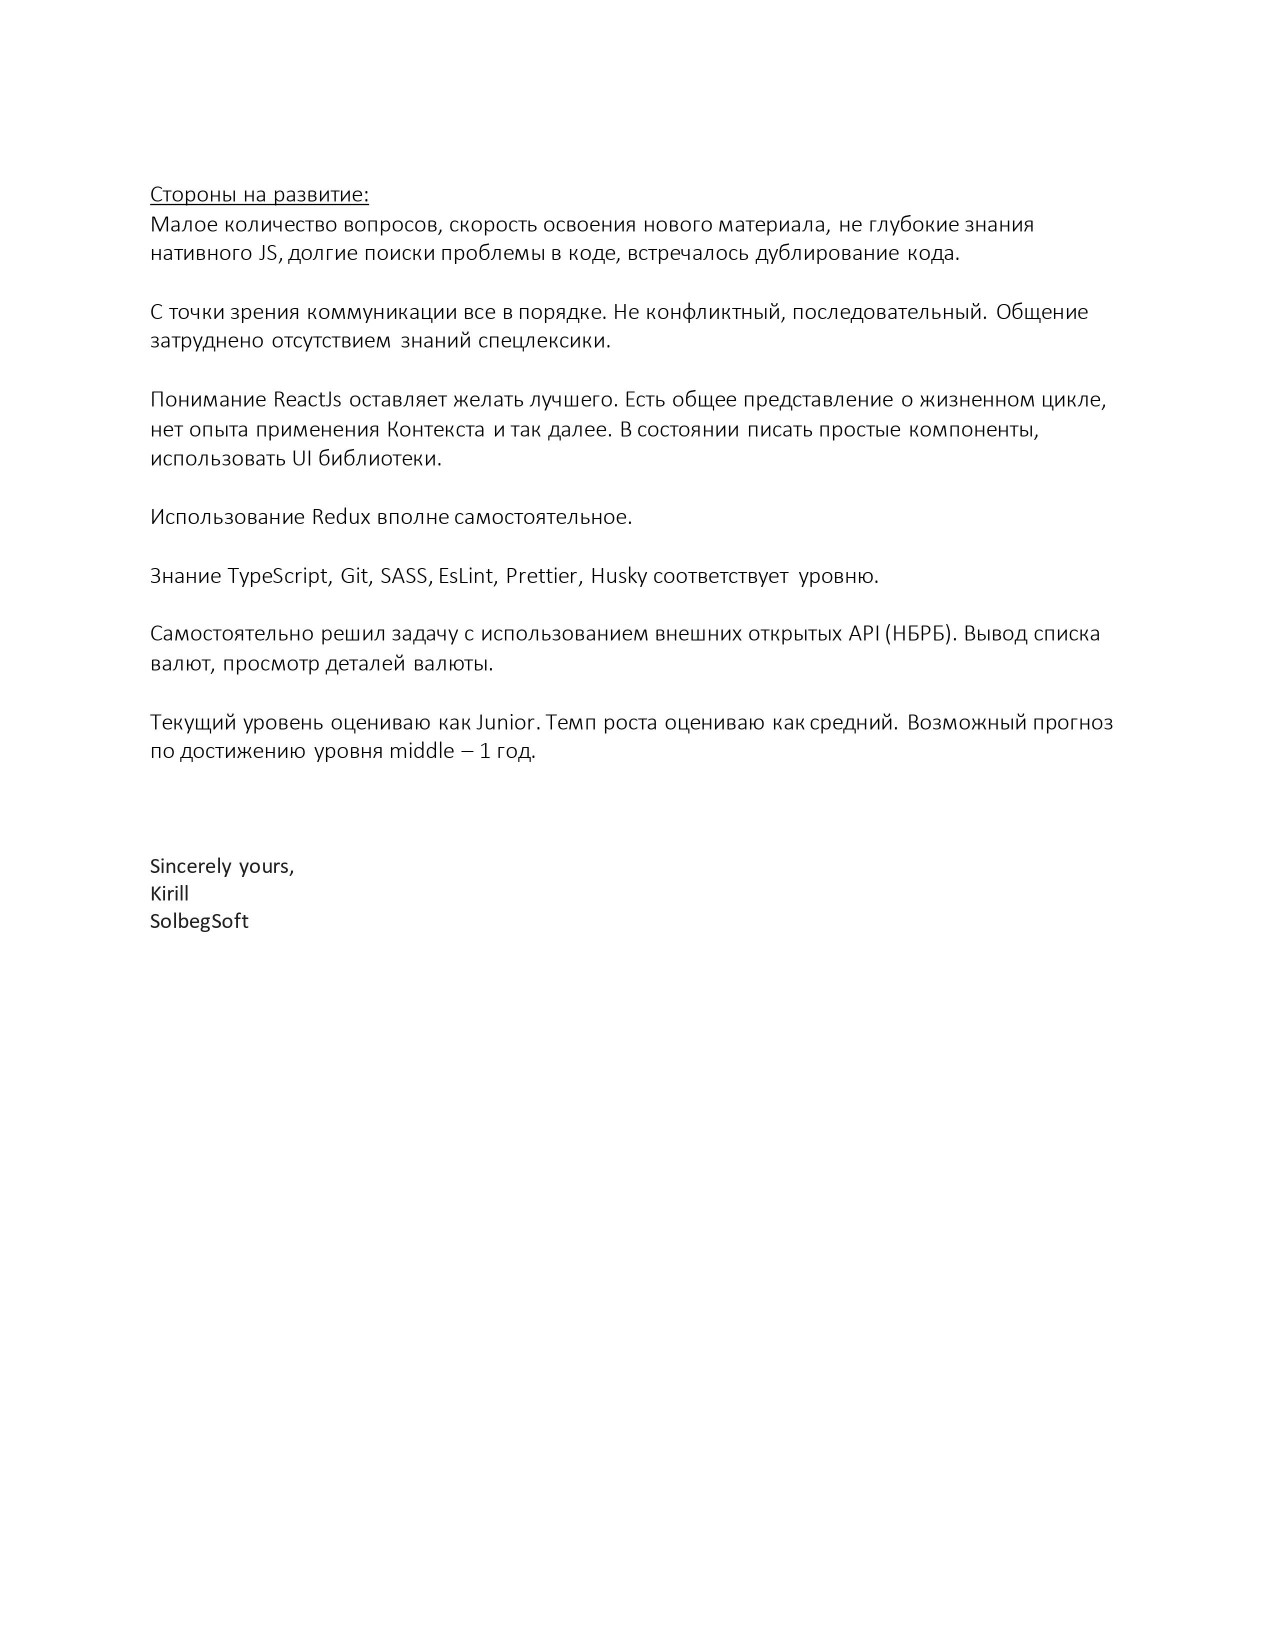 Стороны на развитие:
Малое количество вопросов, скорость освоения нового материала, не глубокие знания
нативного JS, долгие поиски проблемы в коде, встречалось дублирование кода.
С точки зрения коммуникации все в порядке. Не конфликтный, последовательный. Общение
затруднено отсутствием знаний спецлексики.
Понимание ReactJs оставляет желать лучшего. Есть общее представление о жизненном цикле,
нет опыта применения Контекста и так далее. В состоянии писать простые компоненты,
использовать UI библиотеки.
Использование Redux вполне самостоятельное.
Знание TypeScript, Git, SASS, EsLint, Prettier, Husky соответствует уровню.
Самостоятельно решил задачу с использованием внешних открытых API (НБРБ). Вывод списка
валют, просмотр деталей валюты.
Текущий уровень оцениваю как Junior. Темп роста оцениваю как средний. Возможный прогноз
по достижению уровня middle – 1 год.
Sincerely yours,
Kirill
SolbegSoft